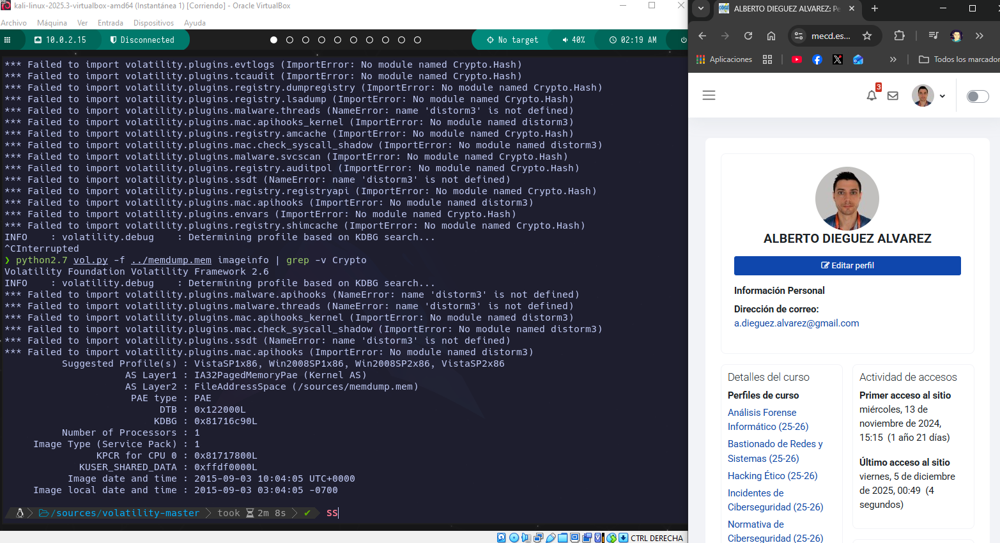 kali-linux-2025.3-virtualbox-amd64 (Instantánea 1) [Corriendo] - Oracle VirtualBox
Archivo Máquina Ver Entrada Dispositivos Ayuda
10.0.2.15 Disconnected No target 40% 02:19 AM
*** Failed to import volatility.plugins.evtlogs (ImportError: No module named Crypto.Hash)
*** Failed to import volatility.plugins.tcaudit (ImportError: No module named Crypto.Hash)
*** Failed to import volatility.plugins.registry.dumpregistry (ImportError: No module named Crypto.Hash)
*** Failed to import volatility.plugins.registry.lsadump (ImportError: No module named Crypto.Hash)
*** Failed to import volatility.plugins.malware.threads (NameError: name 'distorm3' is not defined)
*** Failed to import volatility.plugins.mac.apihooks_kernel (ImportError: No module named distorm3)
*** Failed to import volatility.plugins.registry.amcache (ImportError: No module named Crypto.Hash)
*** Failed to import volatility.plugins.mac.check_syscall_shadow (ImportError: No module named distorm3)
*** Failed to import volatility.plugins.malware.svcscan (ImportError: No module named Crypto.Hash)
*** Failed to import volatility.plugins.registry.auditpol (ImportError: No module named Crypto.Hash)
*** Failed to import volatility.plugins.ssdt (NameError: name 'distorm3' is not defined)
*** Failed to import volatility.plugins.registry.registryapi (ImportError: No module named Crypto.Hash)
*** Failed to import volatility.plugins.mac.apihooks (ImportError: No module named distorm3)
*** Failed to import volatility.plugins.envars (ImportError: No module named Crypto.Hash)
*** Failed to import volatility.plugins.registry.shimcache (ImportError: No module named Crypto.Hash)
INFO    : volatility.debug    : Determining profile based on KDBG search...
^CInterrupted
❯ python2.7 vol.py -f ../memdump.mem imageinfo | grep -v Crypto
Volatility Foundation Volatility Framework 2.6
INFO    : volatility.debug    : Determining profile based on KDBG search...
*** Failed to import volatility.plugins.malware.apihooks (NameError: name 'distorm3' is not defined)
*** Failed to import volatility.plugins.malware.threads (NameError: name 'distorm3' is not defined)
*** Failed to import volatility.plugins.mac.apihooks_kernel (ImportError: No module named distorm3)
*** Failed to import volatility.plugins.mac.check_syscall_shadow (ImportError: No module named distorm3)
*** Failed to import volatility.plugins.ssdt (NameError: name 'distorm3' is not defined)
*** Failed to import volatility.plugins.mac.apihooks (ImportError: No module named distorm3)
Suggested Profile(s) : VistaSP1x86, Win2008SP1x86, Win2008SP2x86, VistaSP2x86
AS Layer1 : IA32PagedMemoryPae (Kernel AS)
AS Layer2 : FileAddressSpace (/sources/memdump.mem)
PAE type : PAE
DTB : 0x122000L
KDBG : 0x81716c90L
Number of Processors : 1
Image Type (Service Pack) : 1
KPCR for CPU 0 : 0x81717800L
KUSER_SHARED_DATA : 0xffdf0000L
Image date and time : 2015-09-03 10:04:05 UTC+0000
Image local date and time : 2015-09-03 03:04:05 -0700
/sources/volatility-master took 2m 8s ✔ SS
CTRL DERECHA
ALBERTO DIEGUEZ ALVAREZ: Pe
mecd.es...
Aplicaciones
Todos los marcador
3
ALBERTO DIEGUEZ ALVAREZ
Editar perfil
Información Personal
Dirección de correo:
a.dieguez.alvarez@gmail.com
Detalles del curso
Perfiles de curso
Análisis Forense
Informático (25-26)
Bastionado de Redes y
Sistemas (25-26)
Hacking Ético (25-26)
Incidentes de
Ciberseguridad (25-26)
Normativa de
Ciberseguridad (25-26)
Actividad de accesos
Primer acceso al sitio
miércoles, 13 de
noviembre de 2024,
15:15 (1 año 21 días)
Último acceso al sitio
viernes, 5 de diciembre
de 2025, 00:49 (4
segundos)